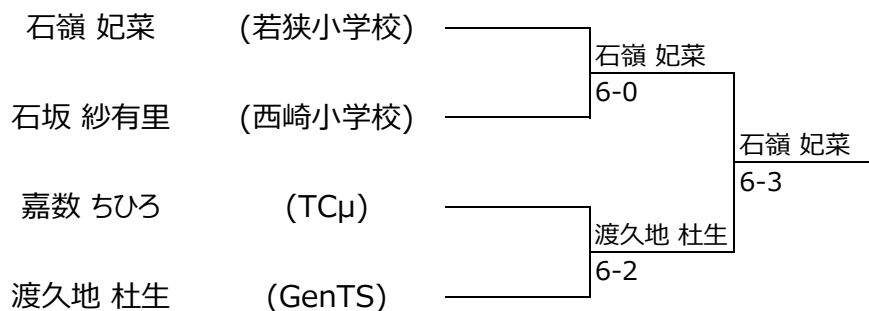 石嶺 妃菜 (若狭小学校)
石嶺 妃菜
6-0
石坂 紗有里 (西崎小学校)
石嶺 妃菜
6-3
嘉数 ちひろ (TCμ)
渡久地 杜生
6-2
渡久地 杜生 (GenTS)